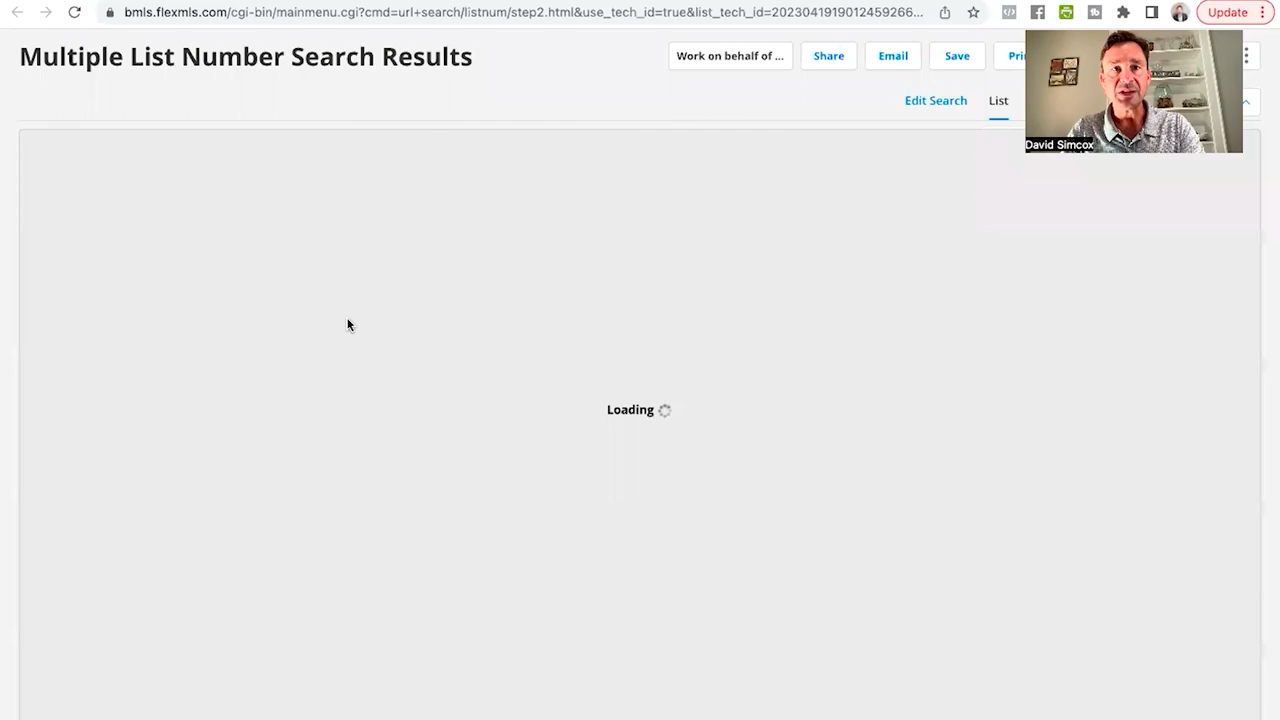 bmls.flexmls.com/cgi-bin/mainmenu.cgi?cmd=url+search/listnum/step2.html&use_tech_id=true&list_tech_id=2023041919012459266...
Update
Multiple List Number Search Results
Work on behalf of ...
Share
Email
Save
Prin
Edit Search
List
David Simcox
Loading